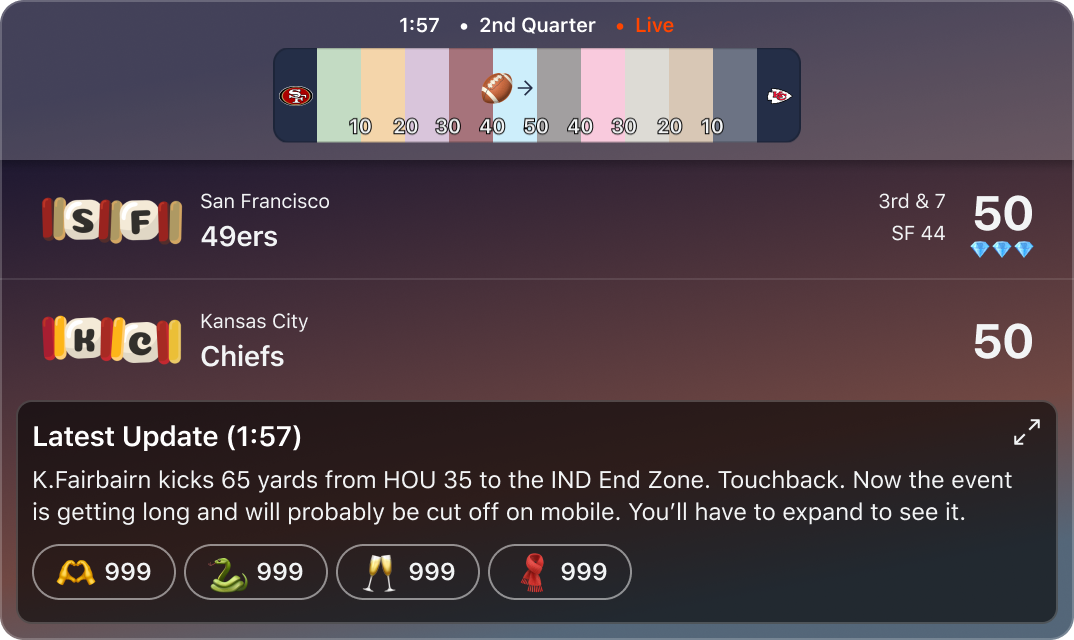 1:57 • 2nd Quarter • Live
SF KC
10 20 30 40 50 40 30 20 10
S F
San Francisco
49ers
3rd & 7
SF 44
50
K C
Kansas City
Chiefs
50
Latest Update (1:57)
K.Fairbairn kicks 65 yards from HOU 35 to the IND End Zone. Touchback. Now the event
is getting long and will probably be cut off on mobile. You’ll have to expand to see it.
999 999 999 999